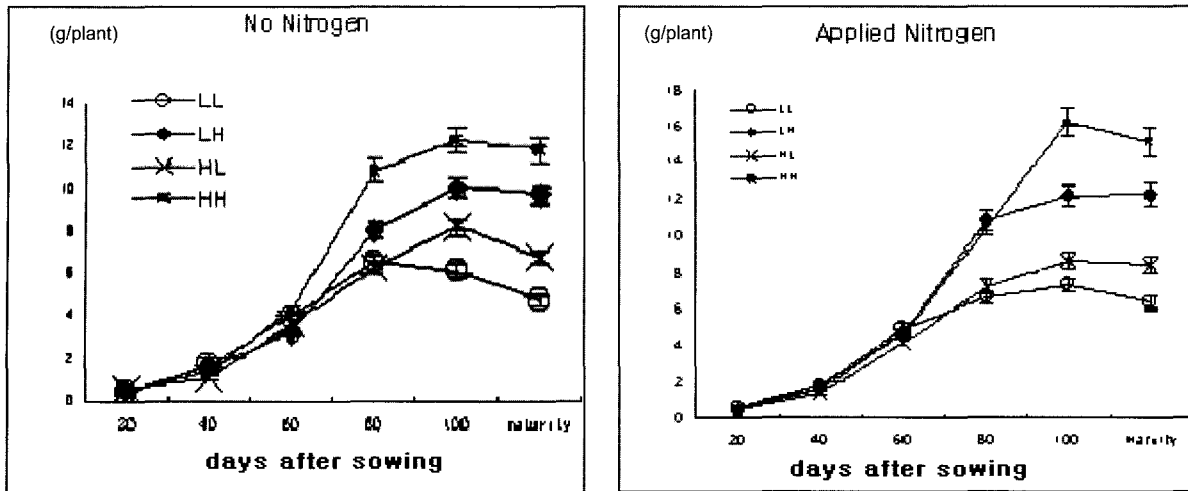 No Nitrogen
(g/plant)
14
12
10
8
6
4
2
0
LL
LH
HL
HH
20 40 60 80 100 maturity
days after sowing
Applied Nitrogen
(g/plant)
18
16
14
12
10
8
6
4
2
0
LL
LH
HL
HH
20 40 60 80 100
days after sowing